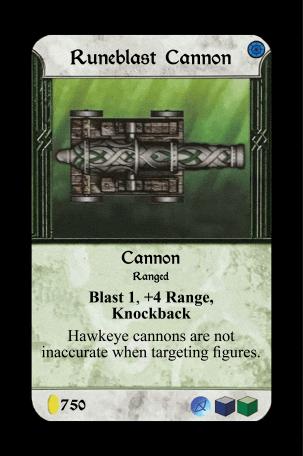 Runeblast Cannon
Cannon
Ranged
Blast 1, +4 Range,
Knockback
Hawkeye cannons are not
inaccurate when targeting figures.
750